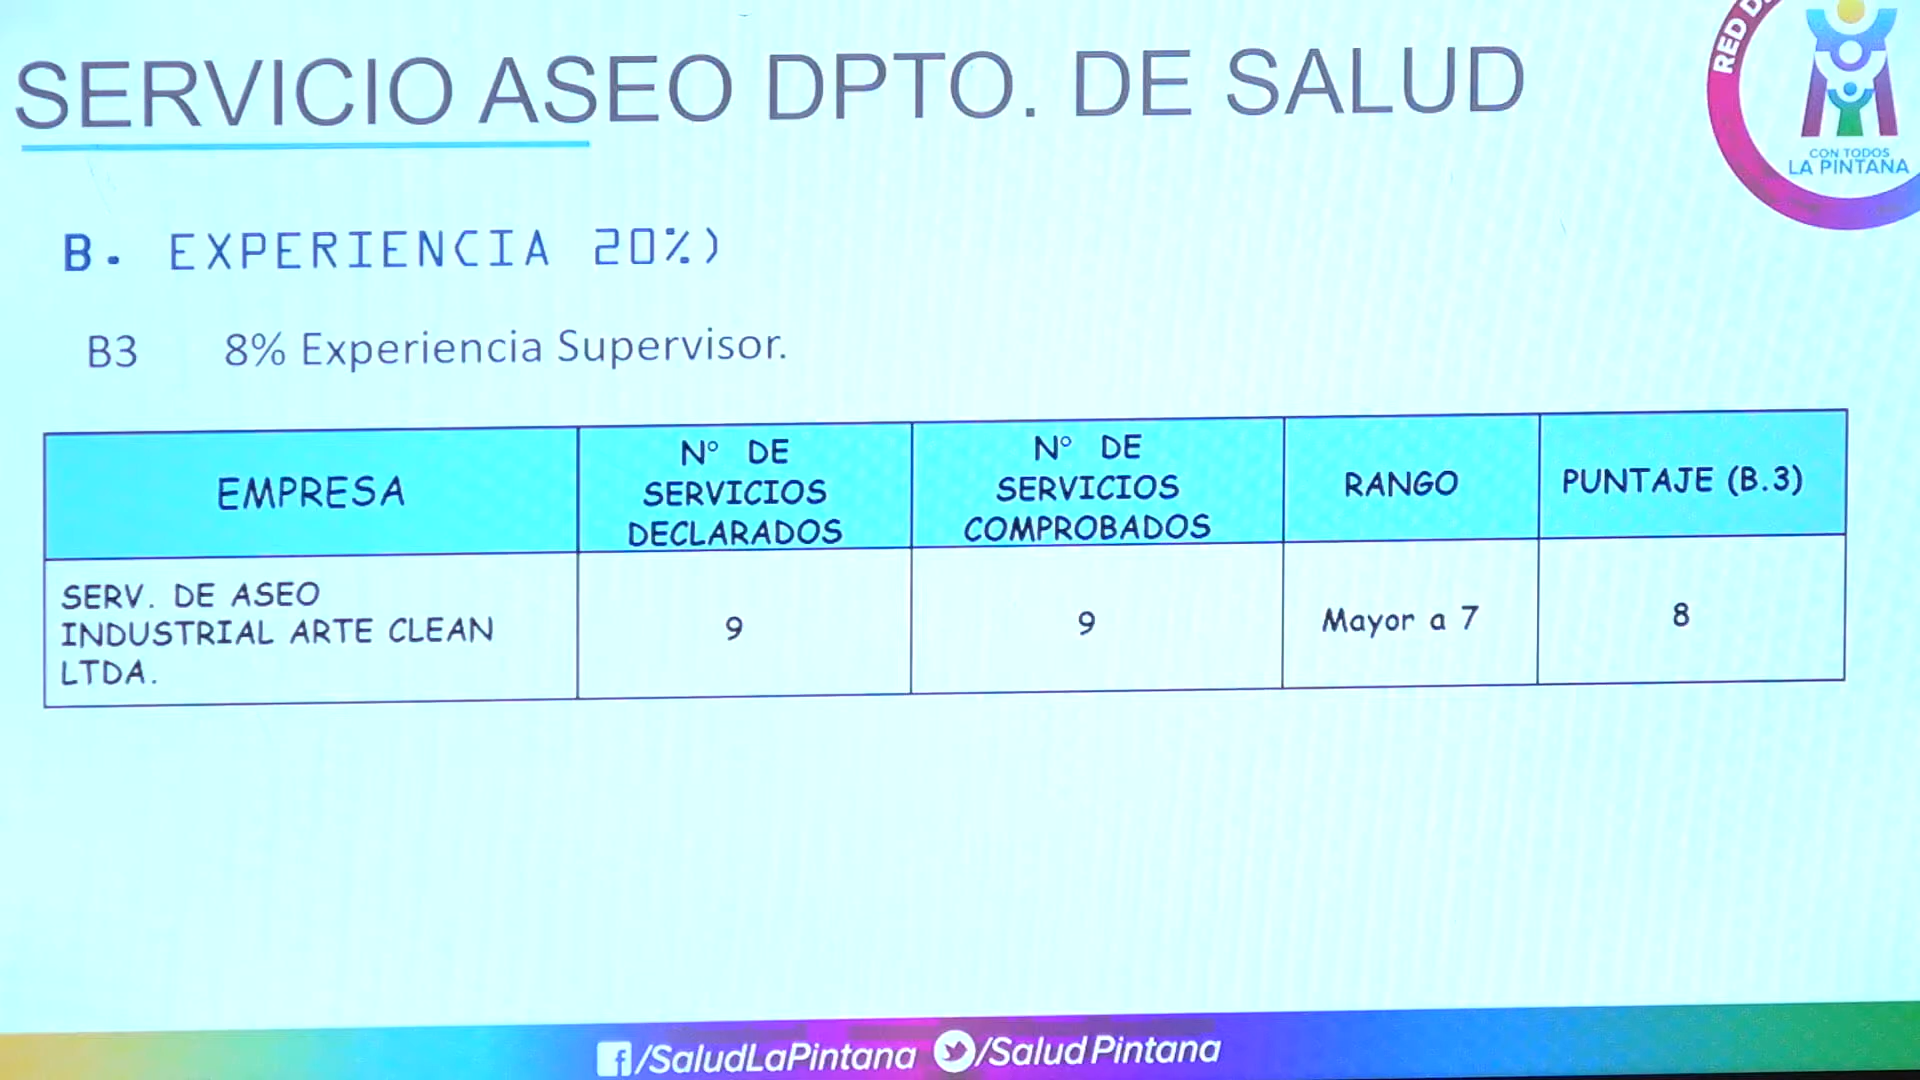 SERVICIO ASEO DPTO. DE SALUD
RED D
CON TODOS
LA PINTANA
B. EXPERIENCIA 20%)
B3 8% Experiencia Supervisor.
EMPRESA
N° DE
SERVICIOS
DECLARADOS
N° DE
SERVICIOS
COMPROBADOS
RANGO
PUNTAJE (B.3)
SERV. DE ASEO
INDUSTRIAL ARTE CLEAN
LTDA.
9
9
Mayor a 7
8
/SaludLaPintana /SaludPintana